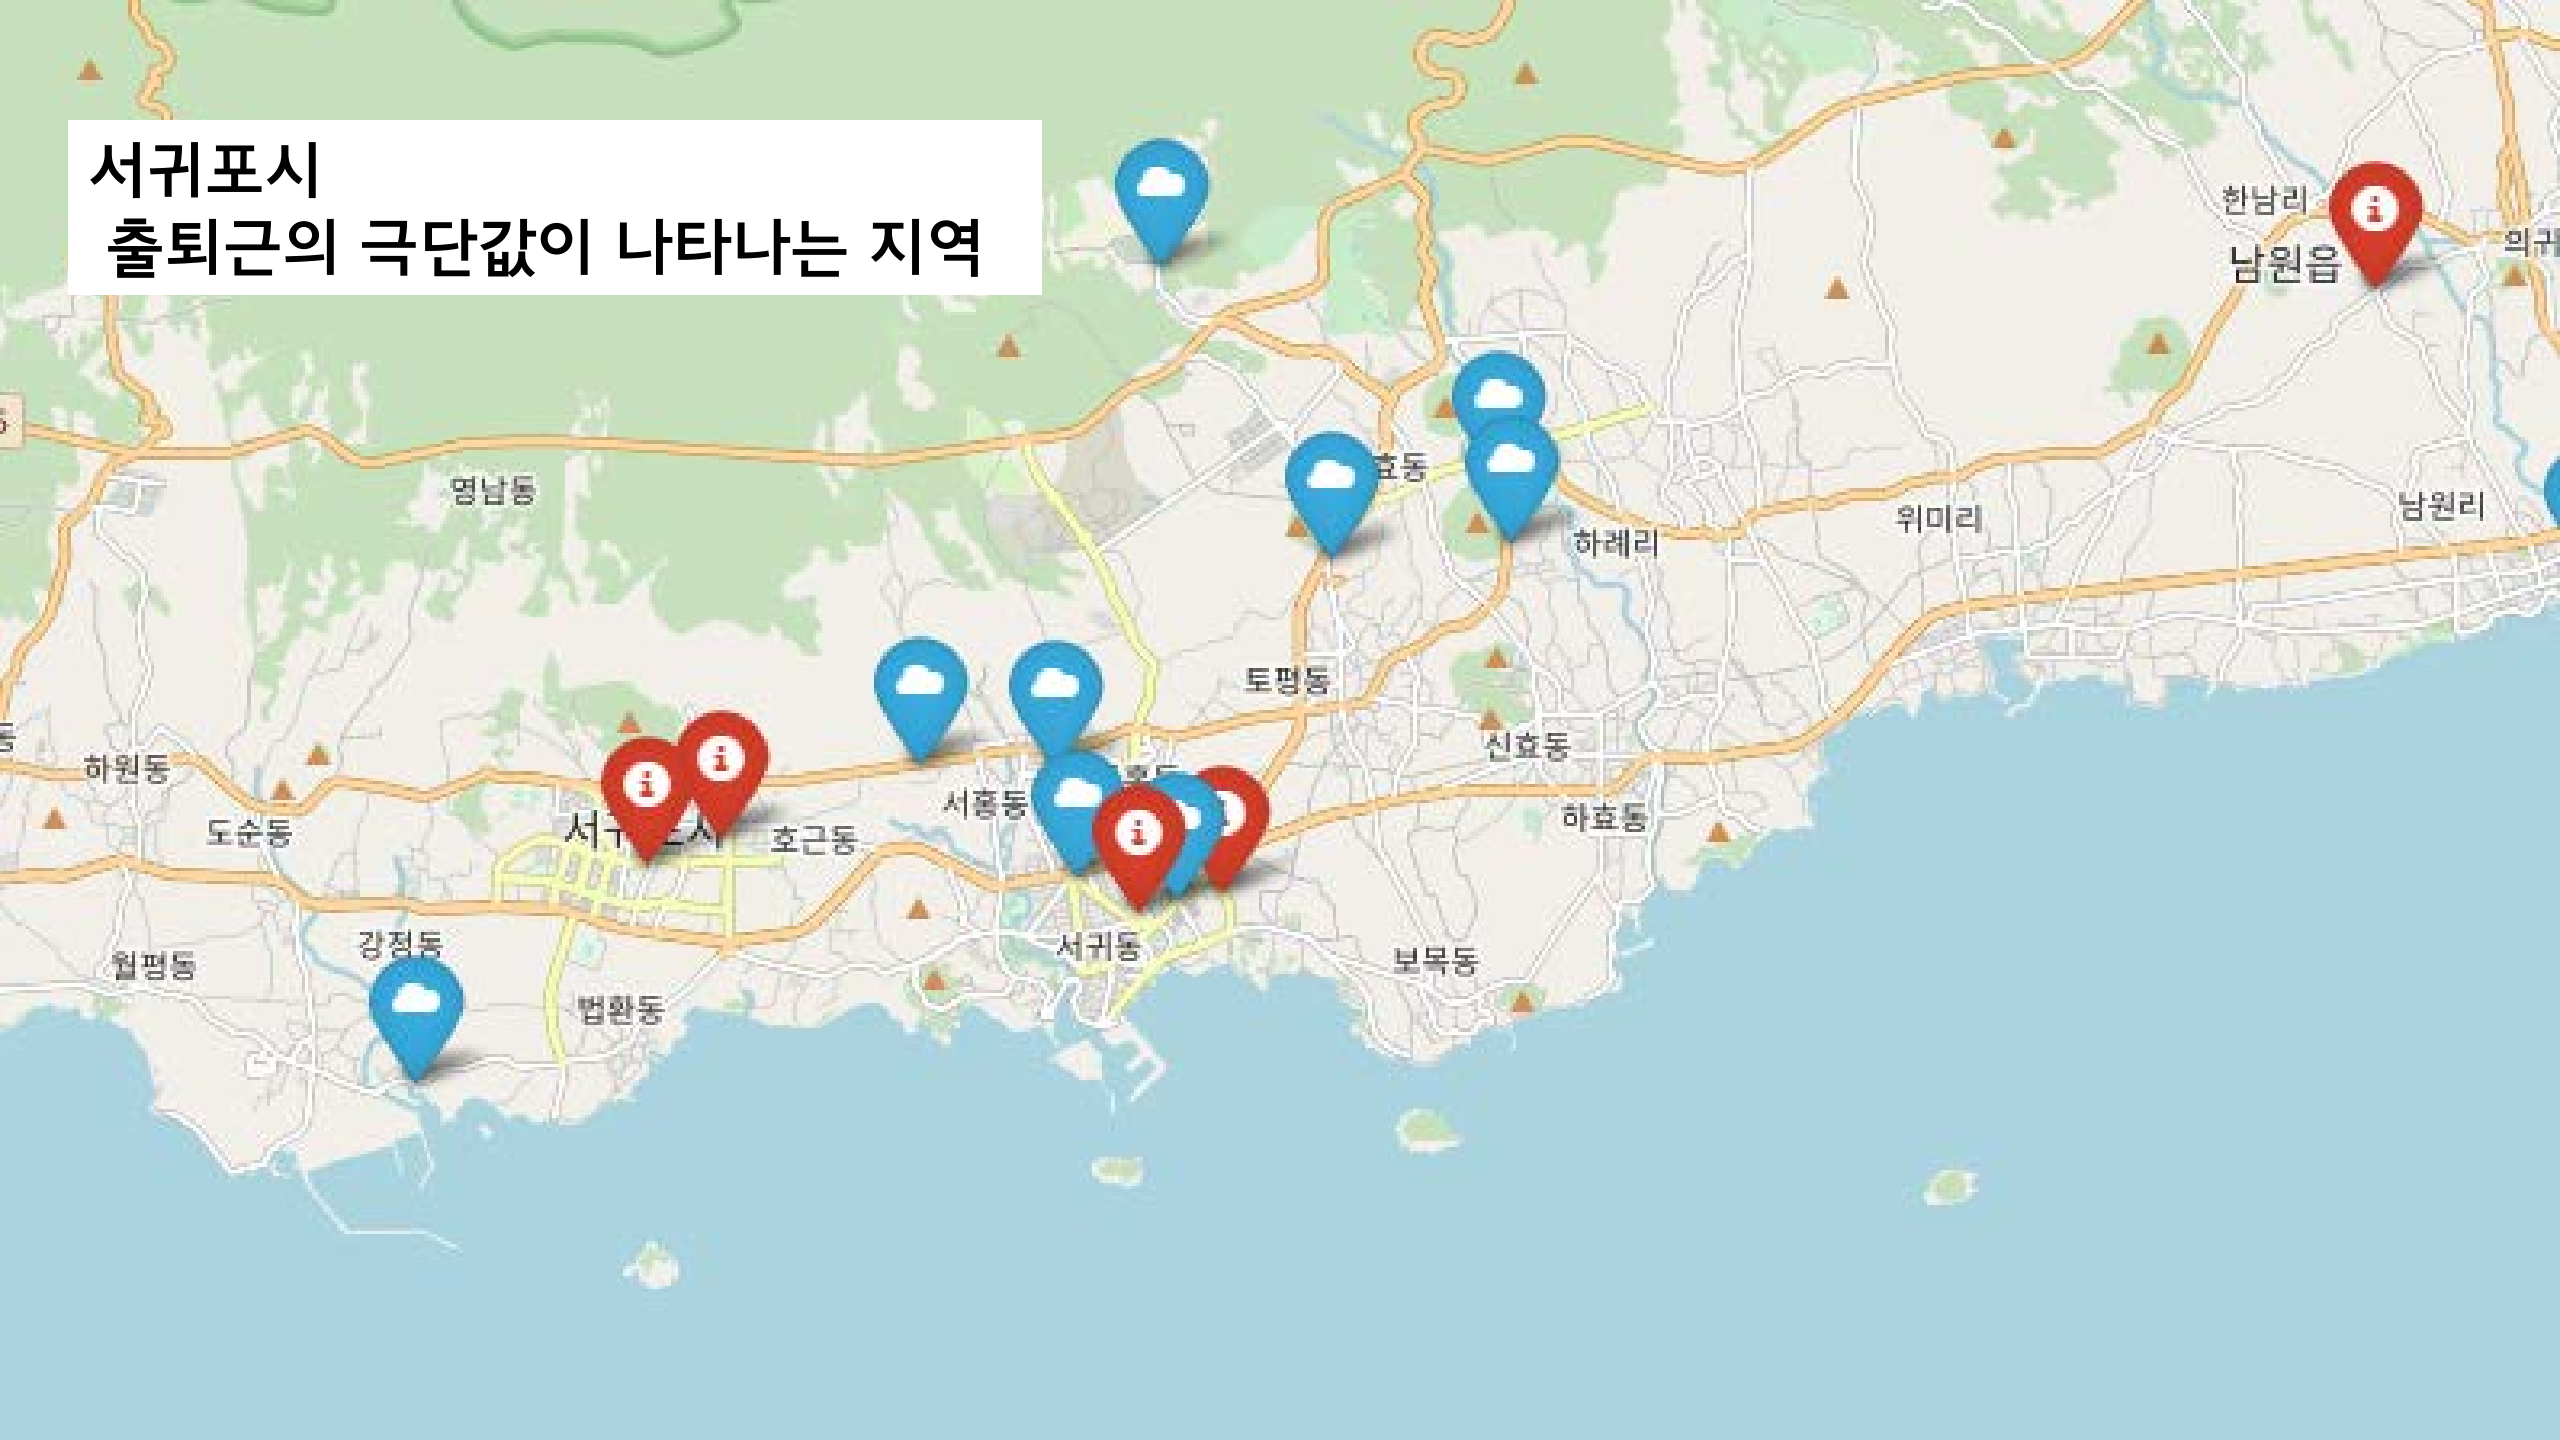 서귀포시
출퇴근의 극단값이 나타나는 지역
한남리
남원읍
영남동
남원리
위미리
하례리
토평동
신효동
하원동
서홍동
하효동
도순동
호근동
강정동
서귀동
보목동
월평동
법환동